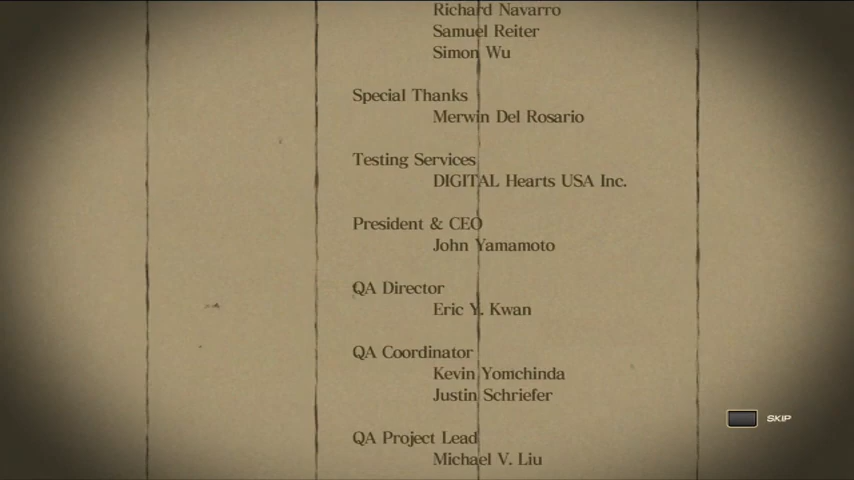 Richard Navarro
Samuel Reiter
Simon Wu
Special Thanks
Merwin Del Rosario
Testing Services
DIGITAL Hearts USA Inc.
President & CEO
John Yamamoto
QA Director
Eric Y. Kwan
QA Coordinator
Kevin Yomchinda
Justin Schriefer
SKIP
QA Project Lead
Michael V. Liu